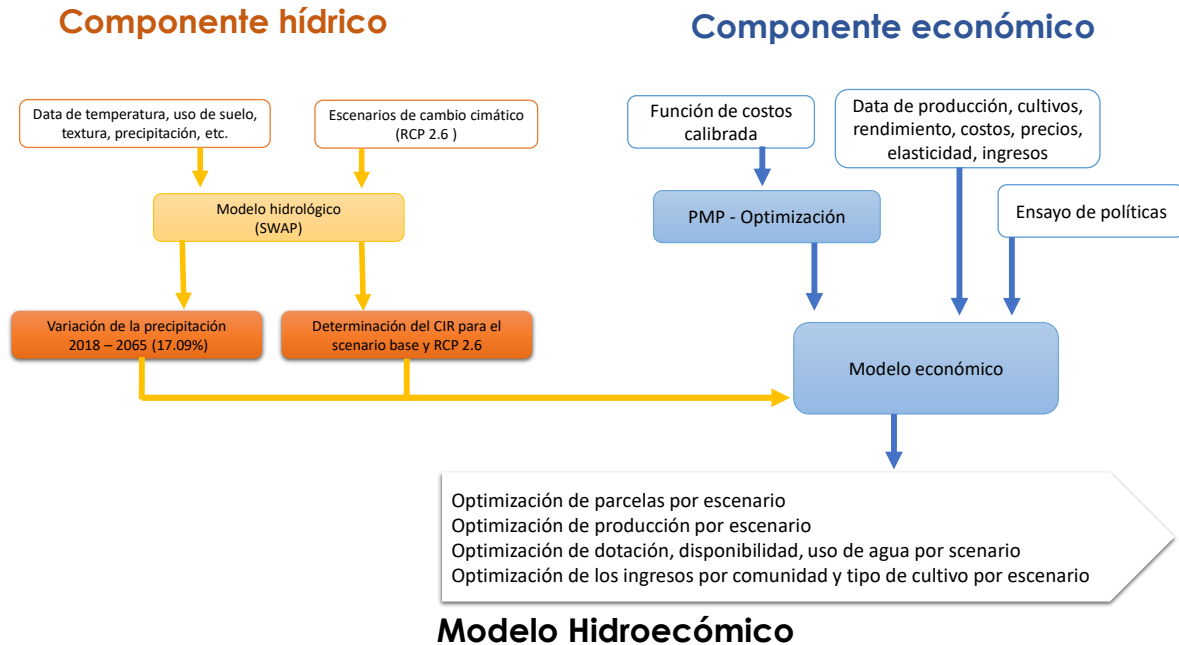 Componente hídrico
Componente económico
Data de temperatura, uso de suelo,
textura, precipitación, etc.
Escenarios de cambio cimático
(RCP 2.6 )
Función de costos
calibrada
Data de producción, cultivos,
rendimiento, costos, precios,
elasticidad, ingresos
Modelo hidrológico
(SWAP)
PMP - Optimización
Ensayo de políticas
Variación de la precipitación
2018 – 2065 (17.09%)
Determinación del CIR para el
scenario base y RCP 2.6
Modelo económico
Optimización de parcelas por escenario
Optimización de producción por escenario
Optimización de dotación, disponibilidad, uso de agua por scenario
Optimización de los ingresos por comunidad y tipo de cultivo por escenario
Modelo Hidroecómico